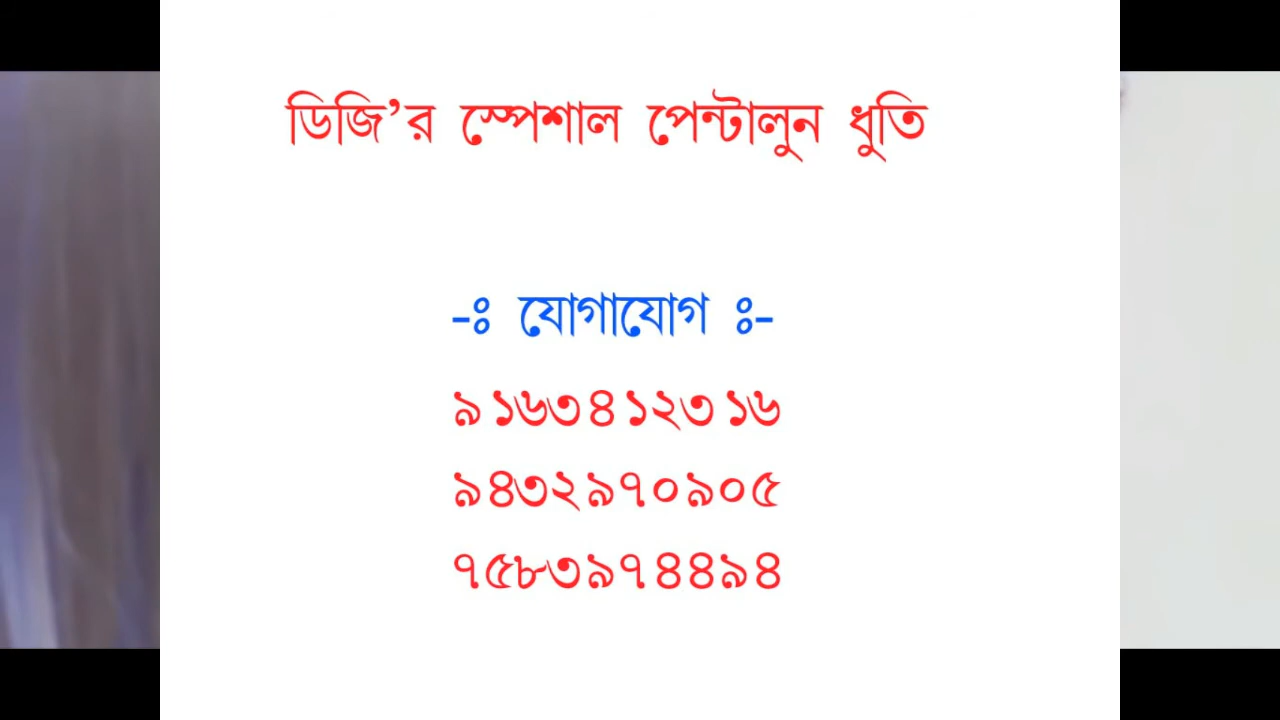 ডিজি’র স্পেশাল পেন্টালুন ধুতি
-ঃ যোগাযোগ ঃ-
৯১৬৩৪১২৩১৬
৯৪৩২৯৭০৯০৫
৭৫৮৩৯৭৪৪৯৪